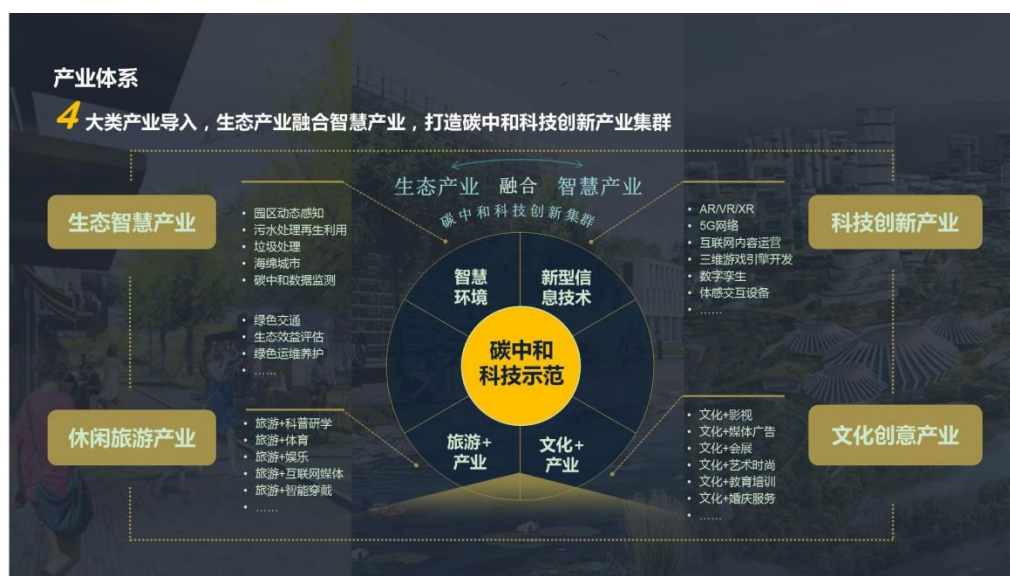 产业体系
4大类产业导入，生态产业融合智慧产业，打造碳中和科技创新产业集群
生态产业 融合 智慧产业
碳中和科技创新集群
生态智慧产业
• 园区动态感知
• 污水处理再生利用
• 垃圾处理
• 海绵城市
• 碳中和数据监测
• 绿色交通
• 生态效益评估
• 绿色运维养护
• ......
智慧
环境
新型信
息技术
碳中和
科技示范
旅游+
产业
文化+
产业
• AR/VR/XR
• 5G网络
• 互联网内容运营
• 三维游戏引擎开发
• 数字孪生
• 体感交互设备
• ......
科技创新产业
休闲旅游产业
• 旅游+科普研学
• 旅游+体育
• 旅游+娱乐
• 旅游+互联网媒体
• 旅游+智能穿戴
• ......
• 文化+影视
• 文化+媒体广告
• 文化+会展
• 文化+艺术时尚
• 文化+教育培训
• 文化+婚庆服务
• ......
文化创意产业